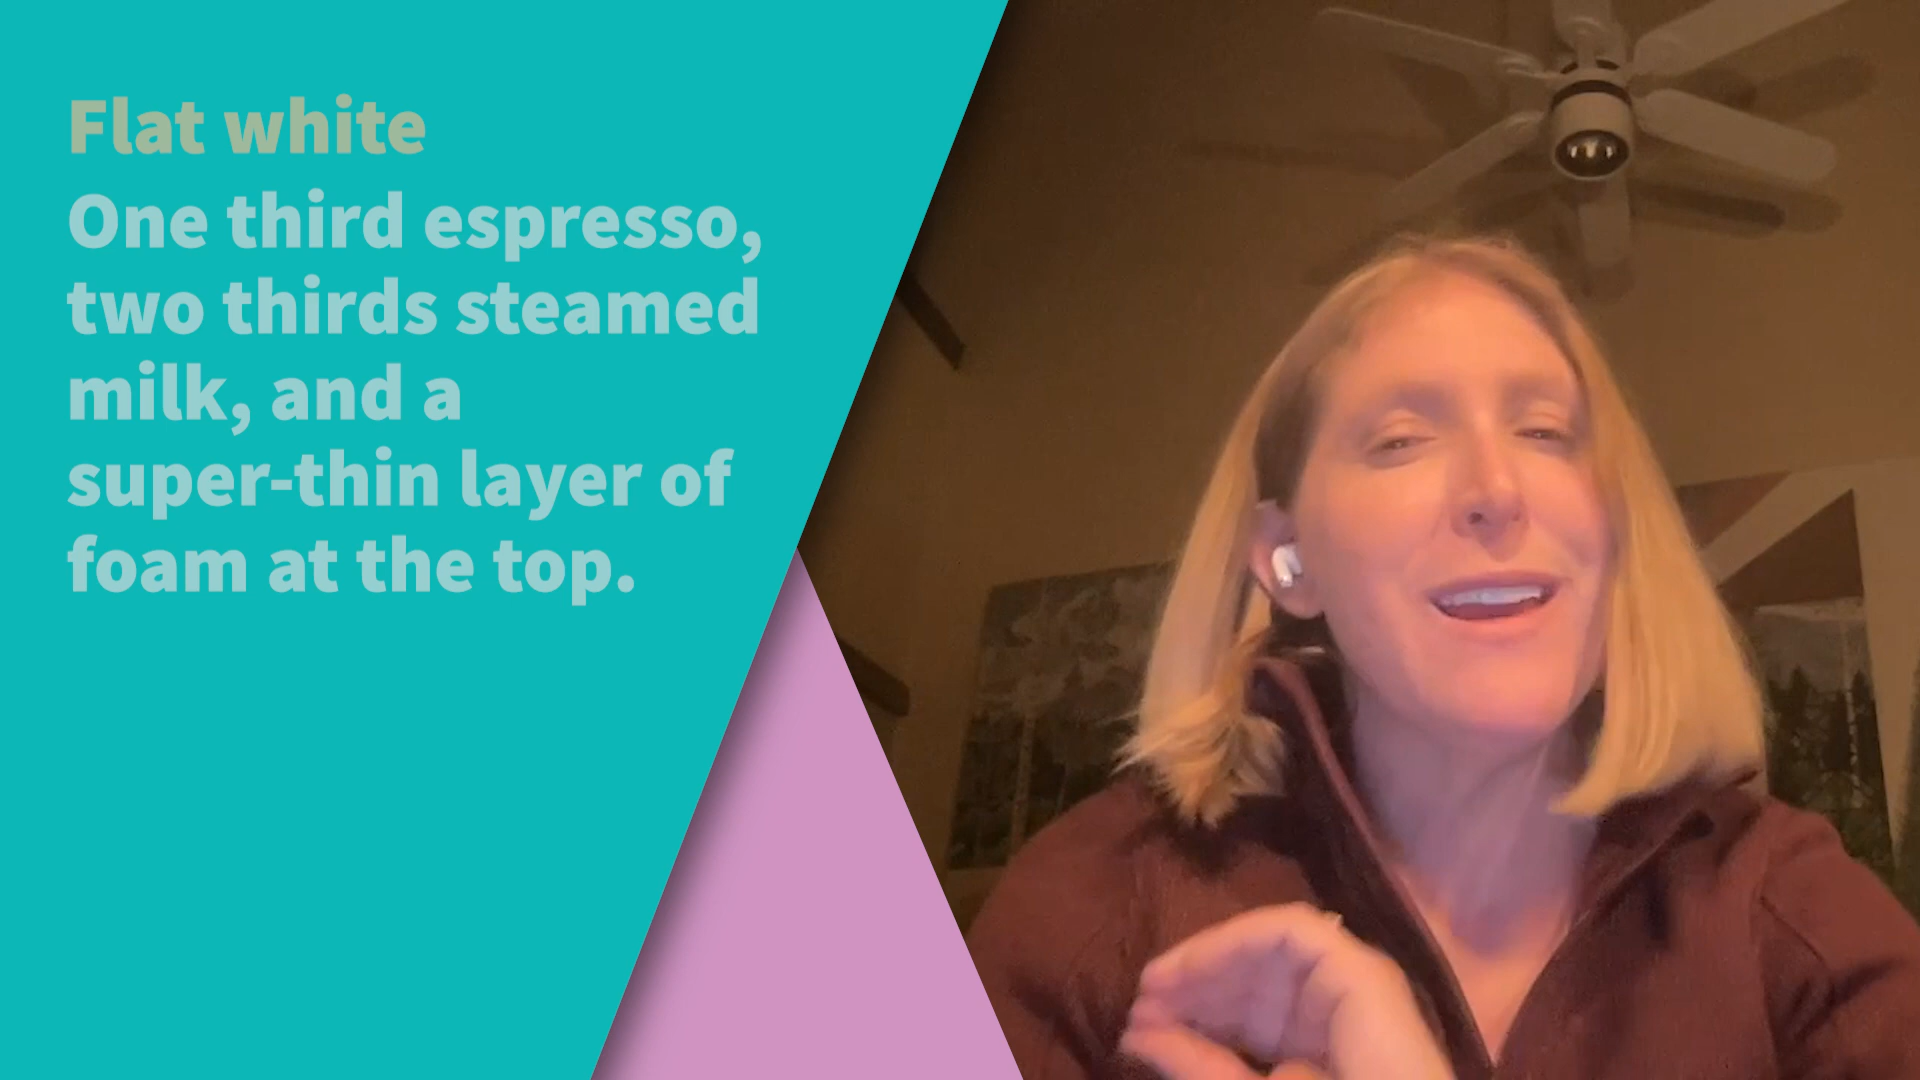 Flat white
One third espresso,
two thirds steamed
milk, and a
super-thin layer of
foam at the top.